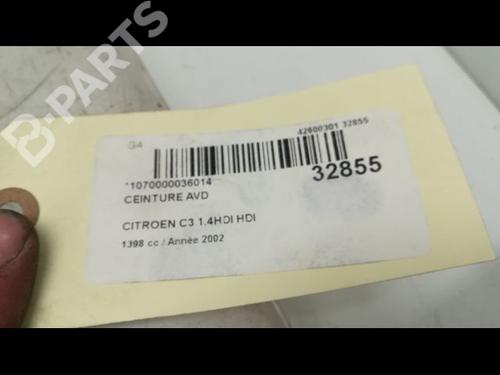 B-PARTS
G4
42600301 32855
*1070000036014
32855
CEINTURE AVD
CITROEN C3 1.4HDI HDI
1398 cc / Année 2002